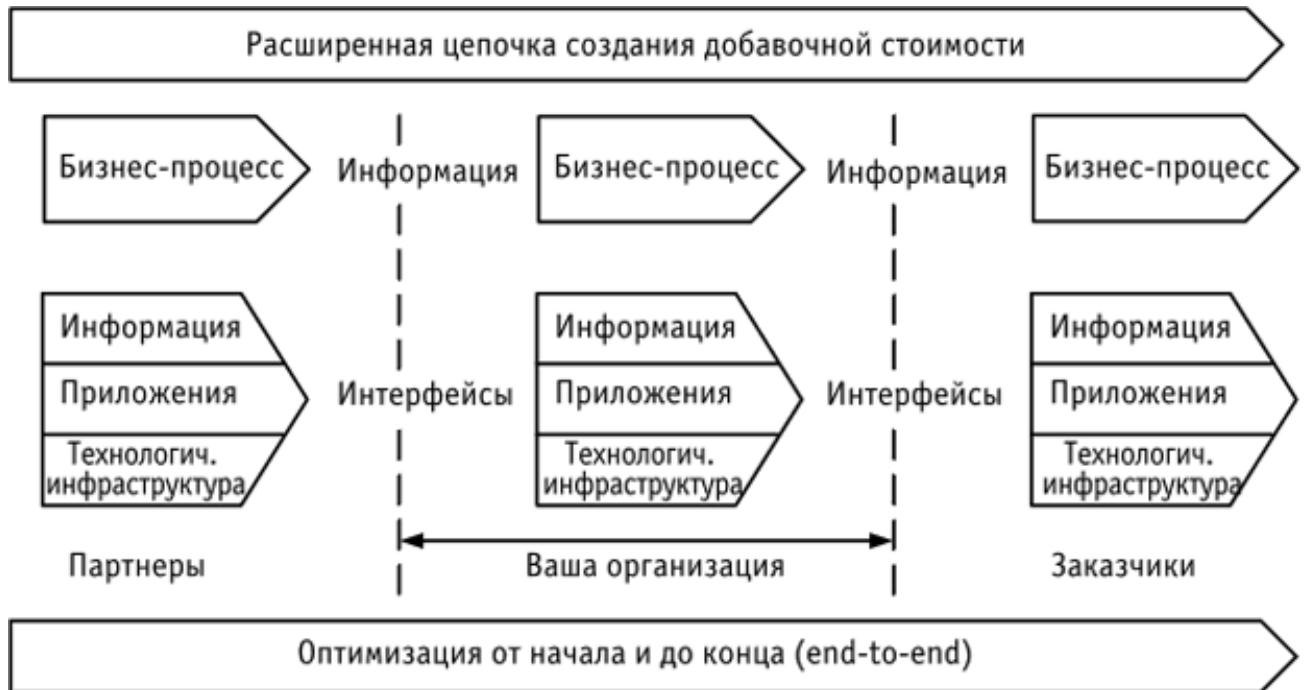 Расширенная цепочка создания добавочной стоимости
Бизнес-процесс
Информация
Бизнес-процесс
Информация
Бизнес-процесс
Информация
Приложения
Технологич.
инфраструктура
Интерфейсы
Информация
Приложения
Технологич.
инфраструктура
Интерфейсы
Информация
Приложения
Технологич.
инфраструктура
Партнеры
Ваша организация
Заказчики
Оптимизация от начала и до конца (end-to-end)